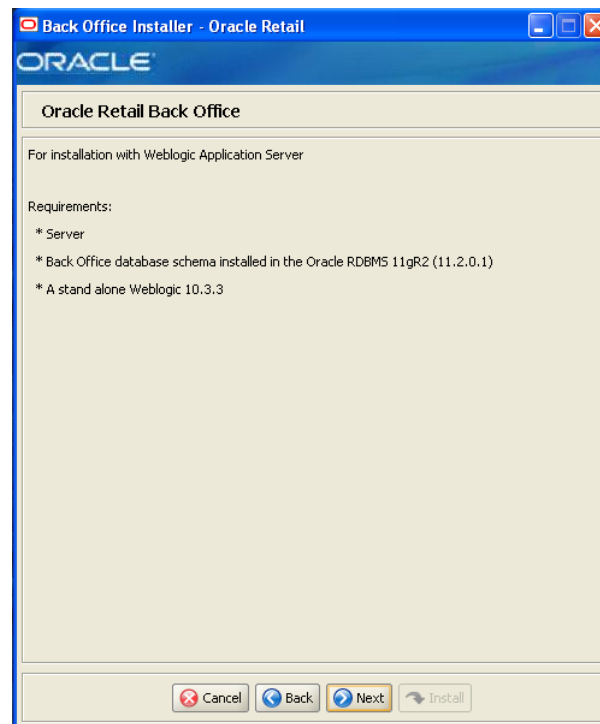 Back Office Installer - Oracle Retail
ORACLE
Oracle Retail Back Office
For installation with Weblogic Application Server
Requirements:
* Server
* Back Office database schema installed in the Oracle RDBMS 11gR2 (11.2.0.1)
* A stand alone Weblogic 10.3.3
Cancel Back Next Install